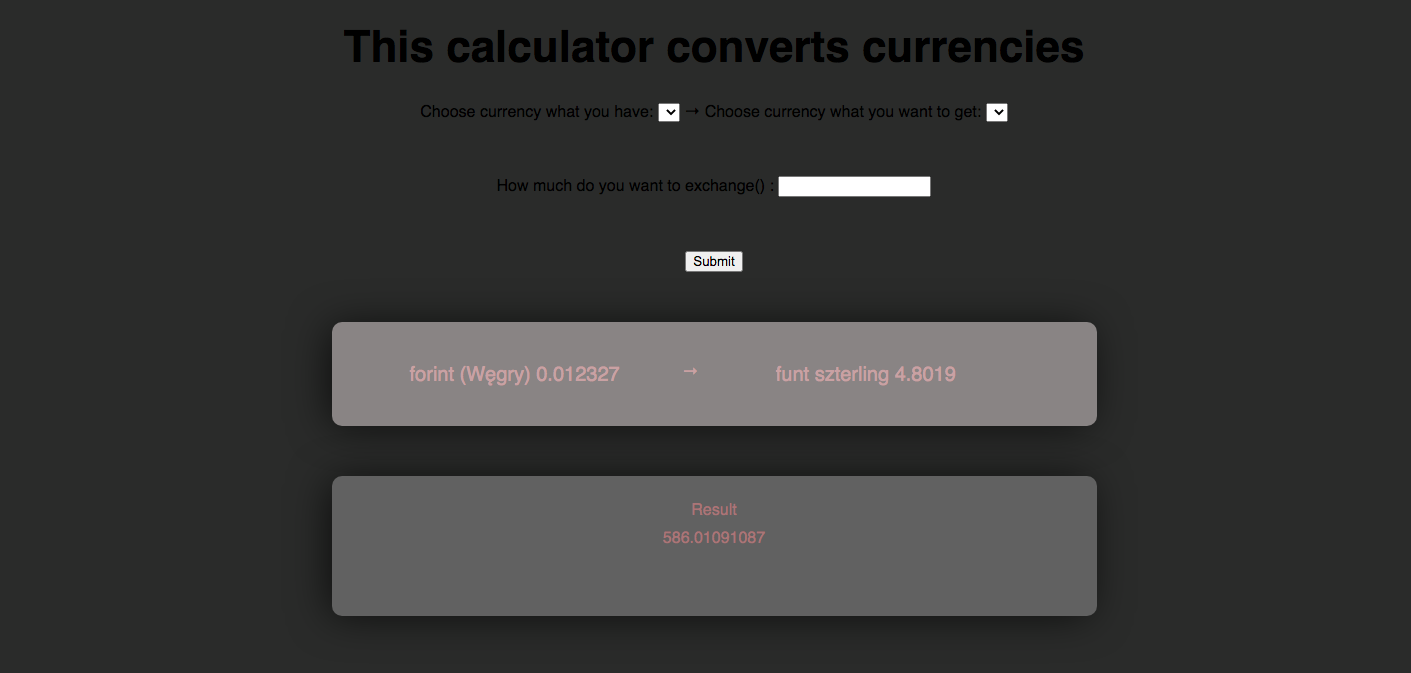 This calculator converts currencies
Choose currency what you have: → Choose currency what you want to get:
How much do you want to exchange() :
Submit
forint (Węgry) 0.012327 → funt szterling 4.8019
Result
586.01091087